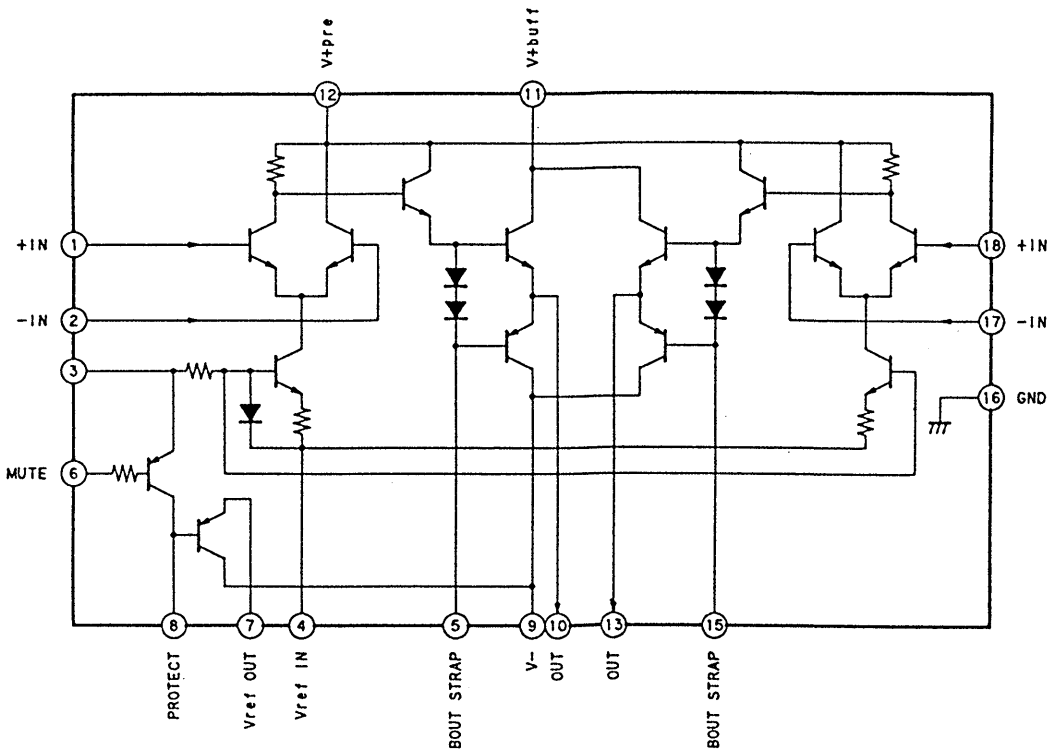 V+pre
V+buff
12
11
+IN 1
18 +IN
-IN 2
17 -IN
3
16 GND
MUTE 6
8 7 4 5 9 10 13 15
PROTECT
Vref OUT
Vref IN
BOUT STRAP
V-
OUT
OUT
BOUT STRAP